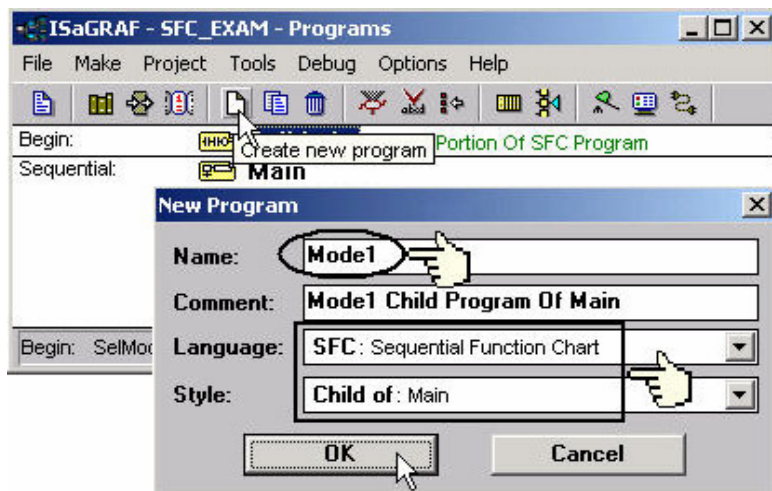 ISaGRAF - SFC_EXAM - Programs
File Make Project Tools Debug Options Help
Begin: Portion Of SFC Program
Create new program
Sequential: Main
New Program
Name: Mode1
Comment: Mode1 Child Program Of Main
Language: SFC : Sequential Function Chart
Style: Child of : Main
Begin: SelMod
OK Cancel